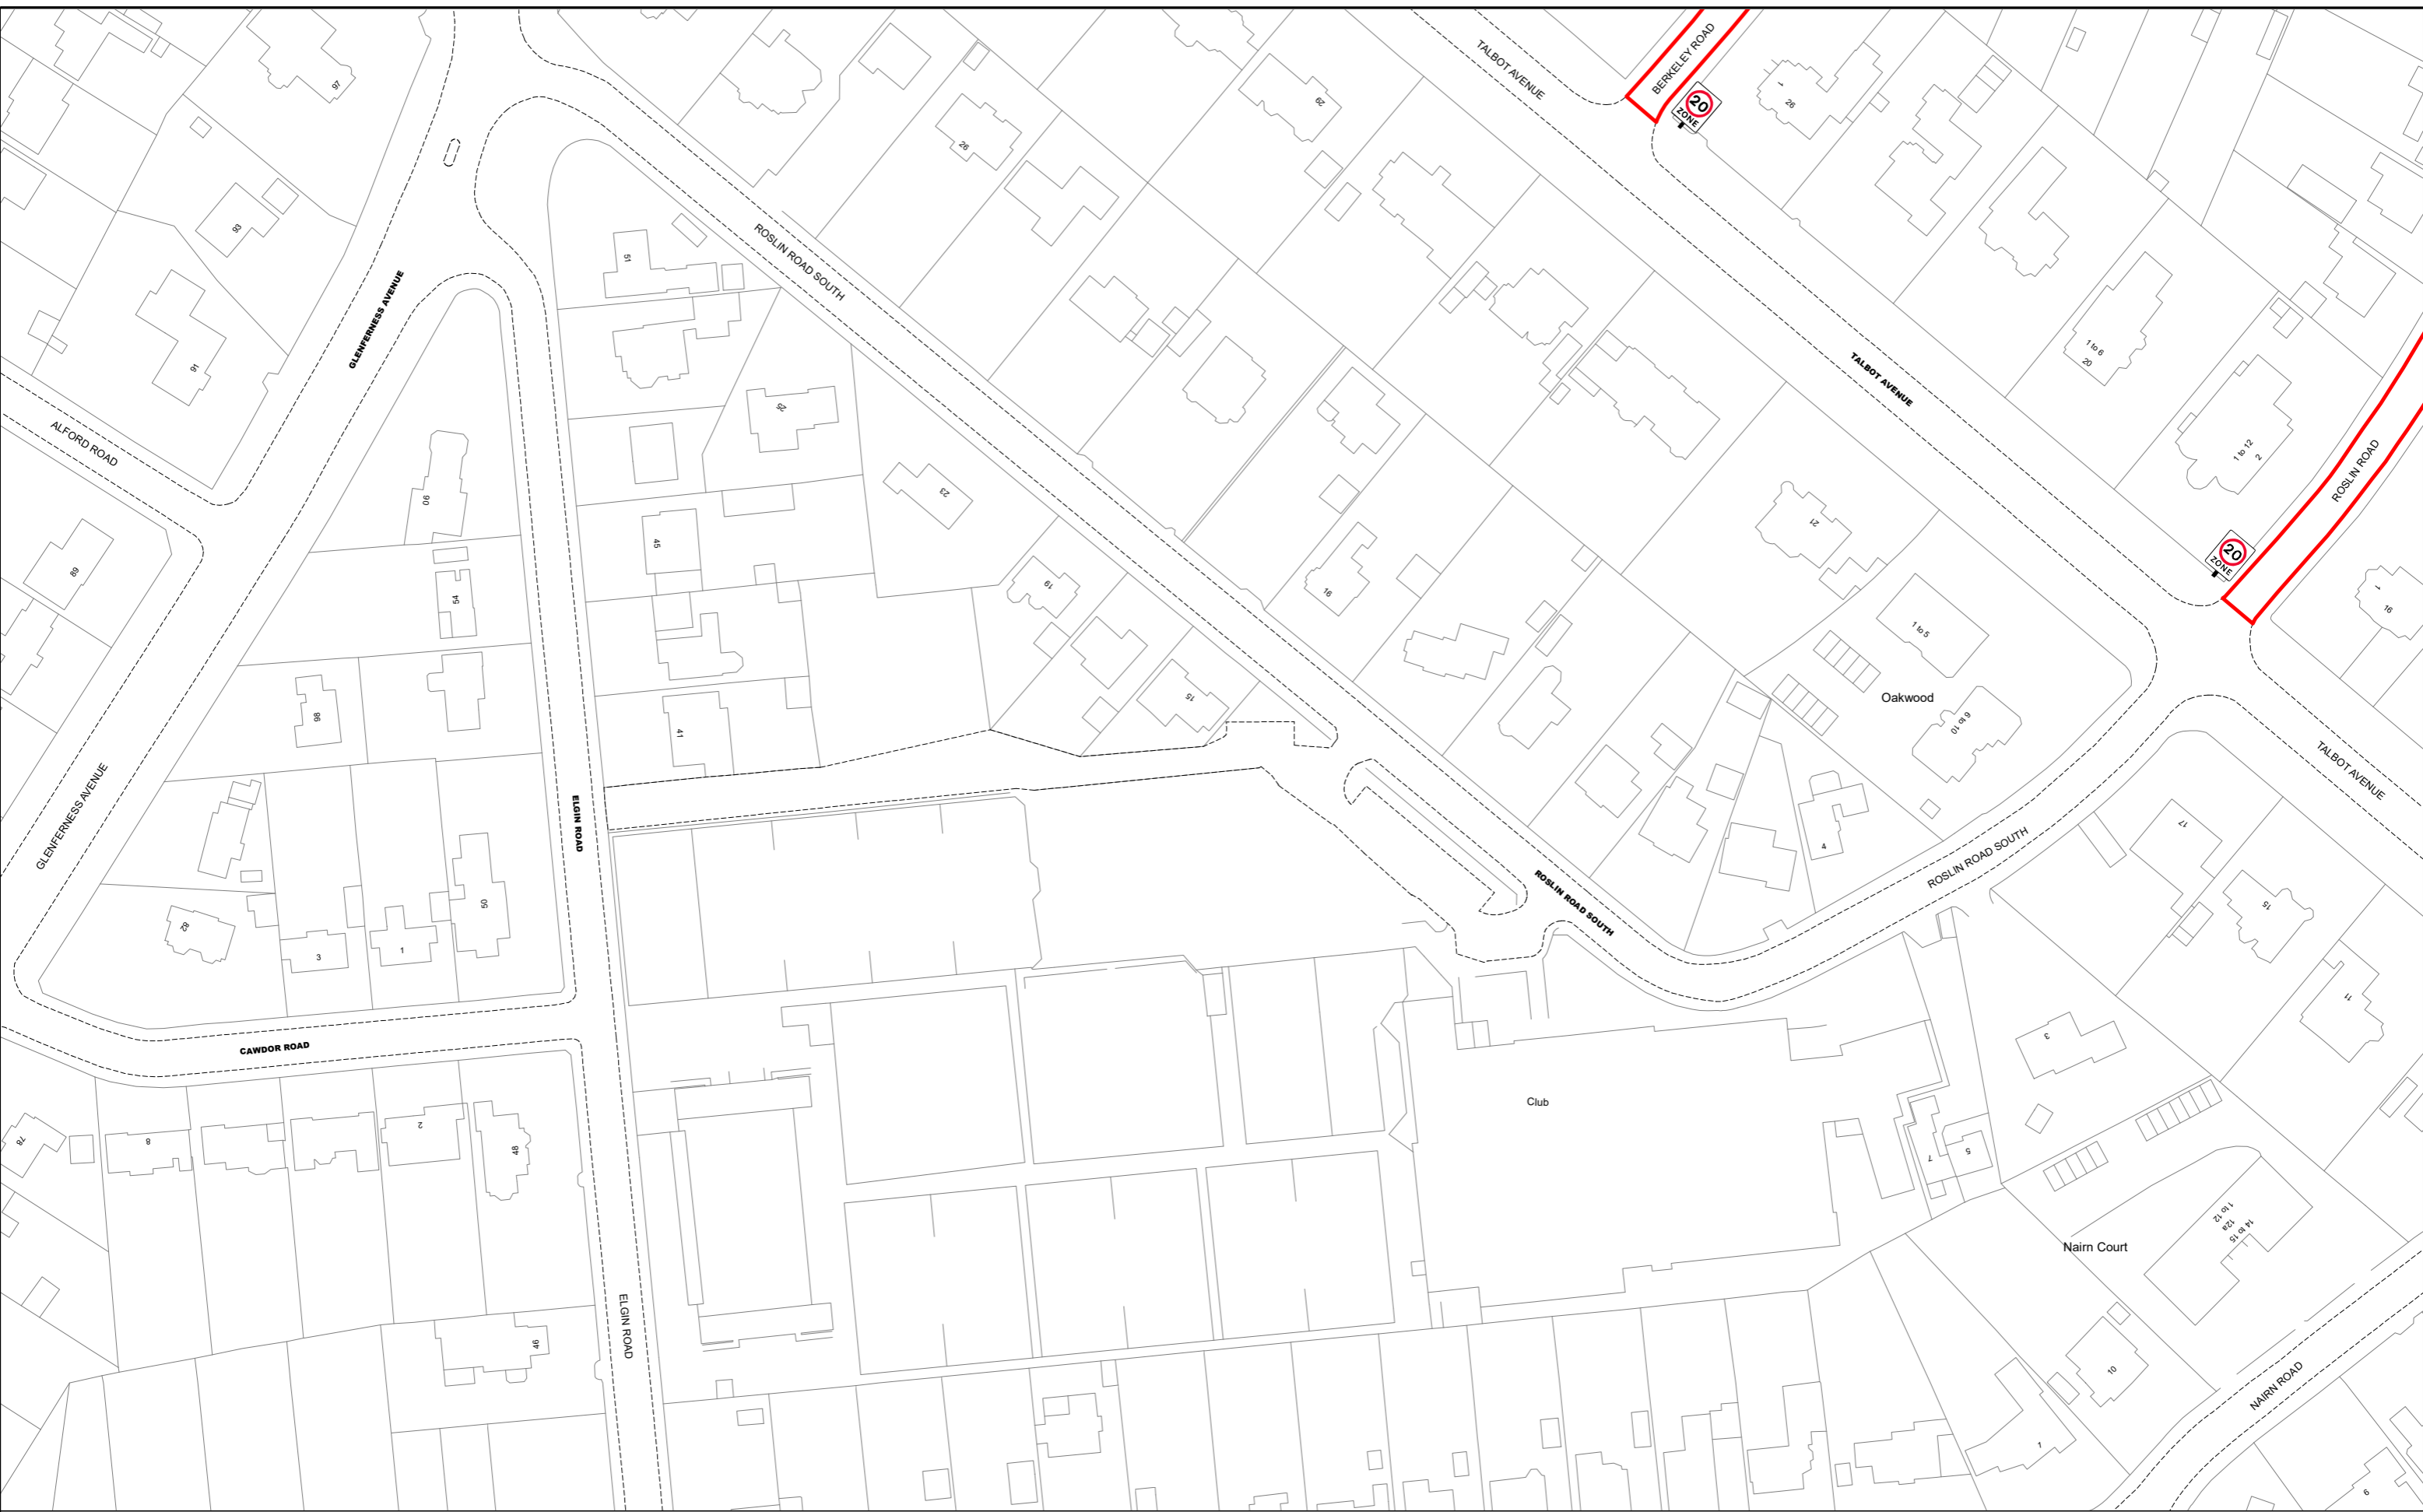 BERKELEY ROAD
TALBOT AVENUE
20
ZONE
97
26
29
1
26
93
51
ROSLIN ROAD SOUTH
GLENFERNESS AVENUE
91
TALBOT AVENUE
1 to 6
20
25
ALFORD ROAD
1 to 12
2
ROSLIN ROAD
90
23
21
45
20
ZONE
89
54
19
16
1
16
1 to 5
98
15
Oakwood
41
10 to 9
TALBOT AVENUE
ELGIN ROAD
GLENFERNESS AVENUE
4
17
ROSLIN ROAD SOUTH
50
ROSLIN ROAD SOUTH
15
82
3
1
11
CAWDOR ROAD
3
Club
78
8
2
48
7
5
14 to 15
12a
1 to 12
Nairn Court
ELGIN ROAD
46
10
NAIRN ROAD
1
6